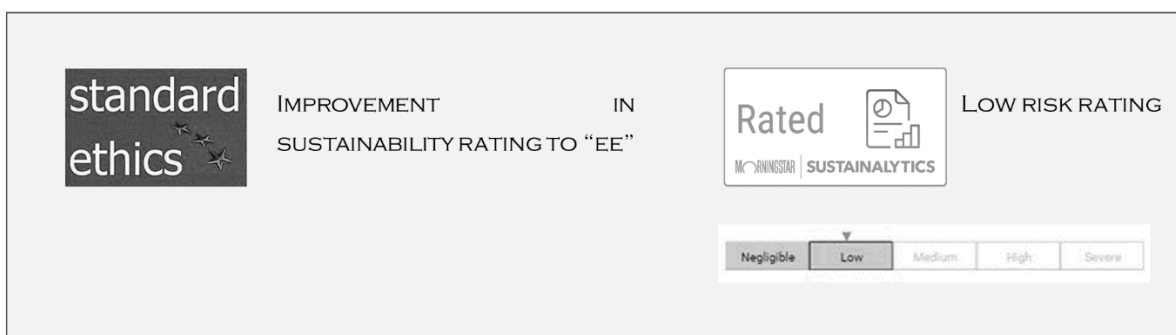 standard
ethics
IMPROVEMENT IN
SUSTAINABILITY RATING TO “EE”
Rated
MORNINGSTAR | SUSTAINALYTICS
LOW RISK RATING
Negligible Low Medium High Severe